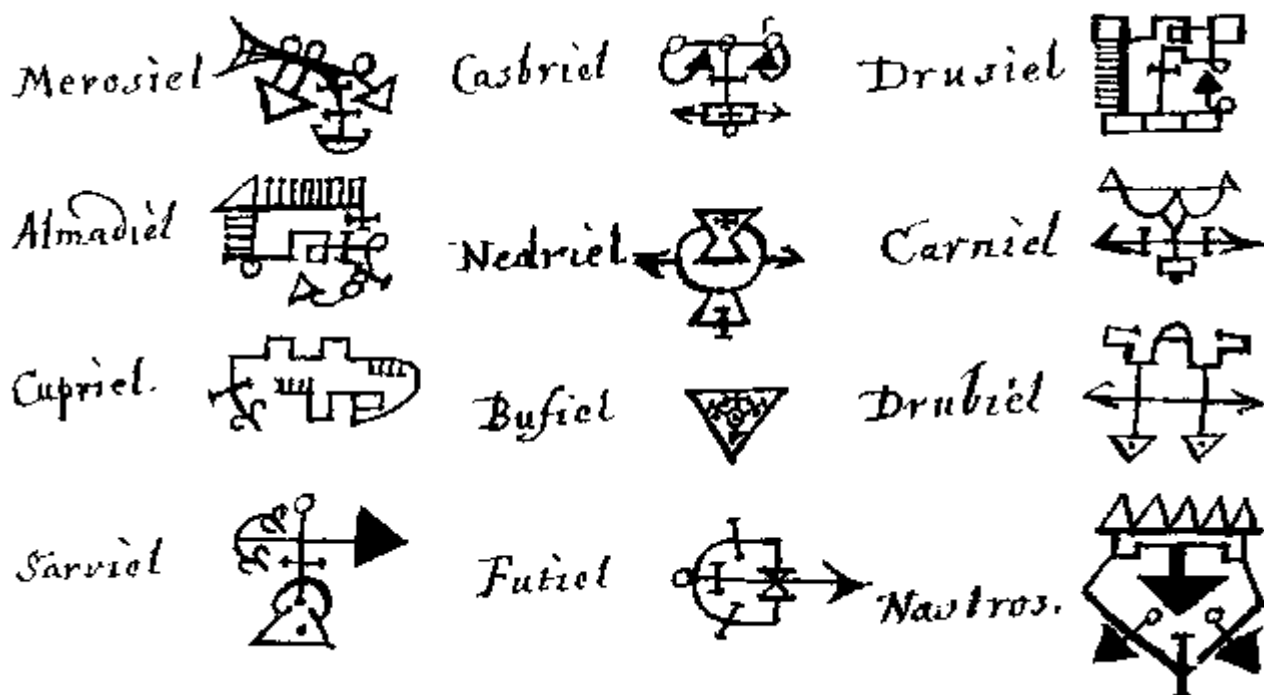 Merosiel Casbriel Drusiel
Almadiel Nedriel Carniel
Cupriel. Bufiel Drubiel
Sarviel Futiel Nastros.